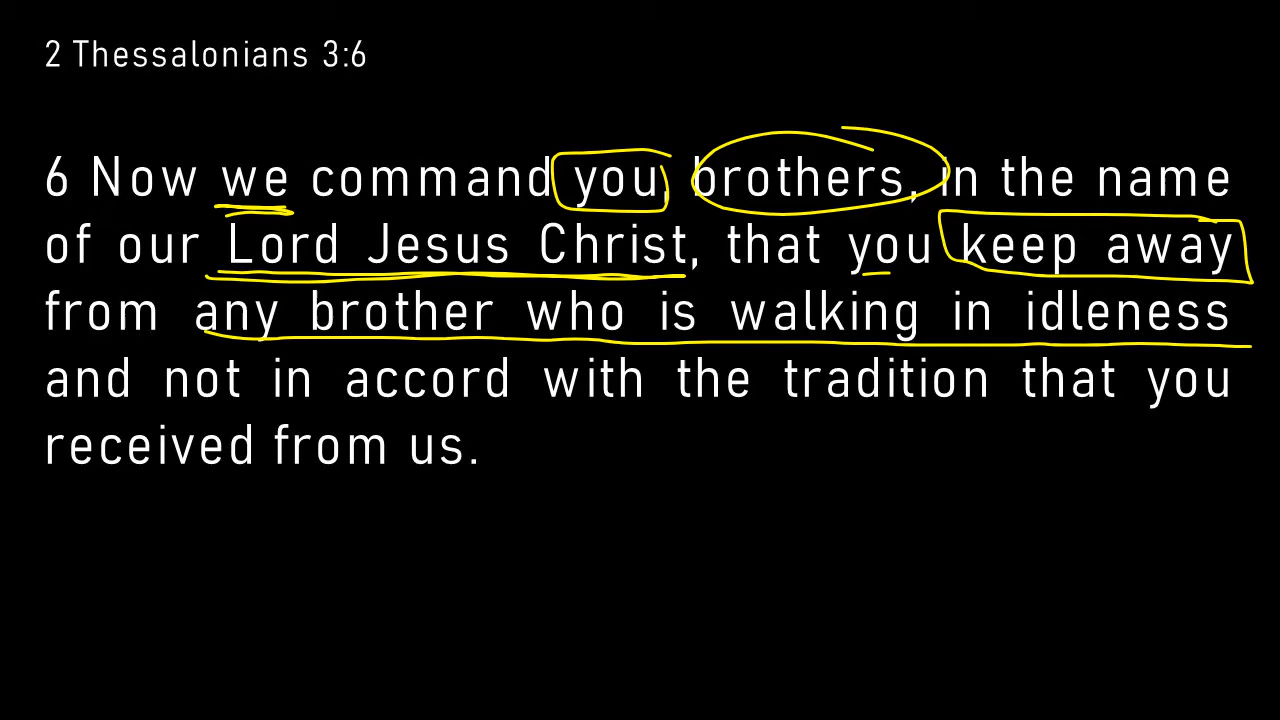 2 Thessalonians 3:6
6 Now we command you, brothers, in the name
of our Lord Jesus Christ, that you keep away
from any brother who is walking in idleness
and not in accord with the tradition that you
received from us.